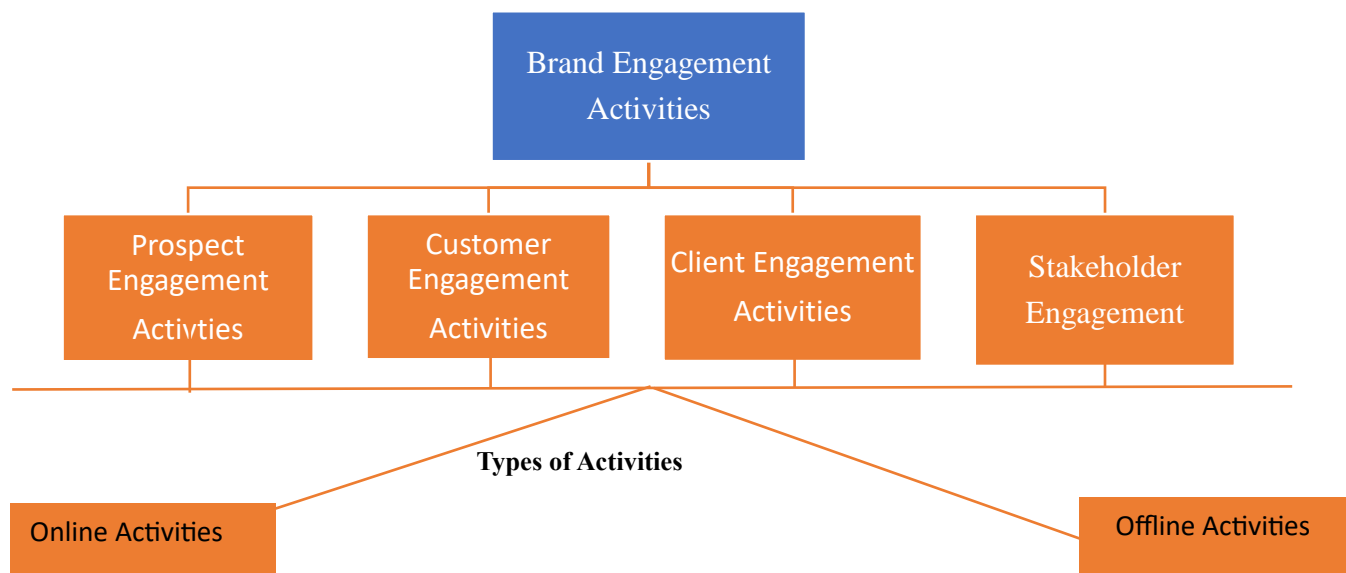 Brand Engagement
Activities
Prospect
Engagement
Activties
Customer
Engagement
Activities
Client Engagement
Activities
Stakeholder
Engagement
Types of Activities
Online Activities
Offline Activities